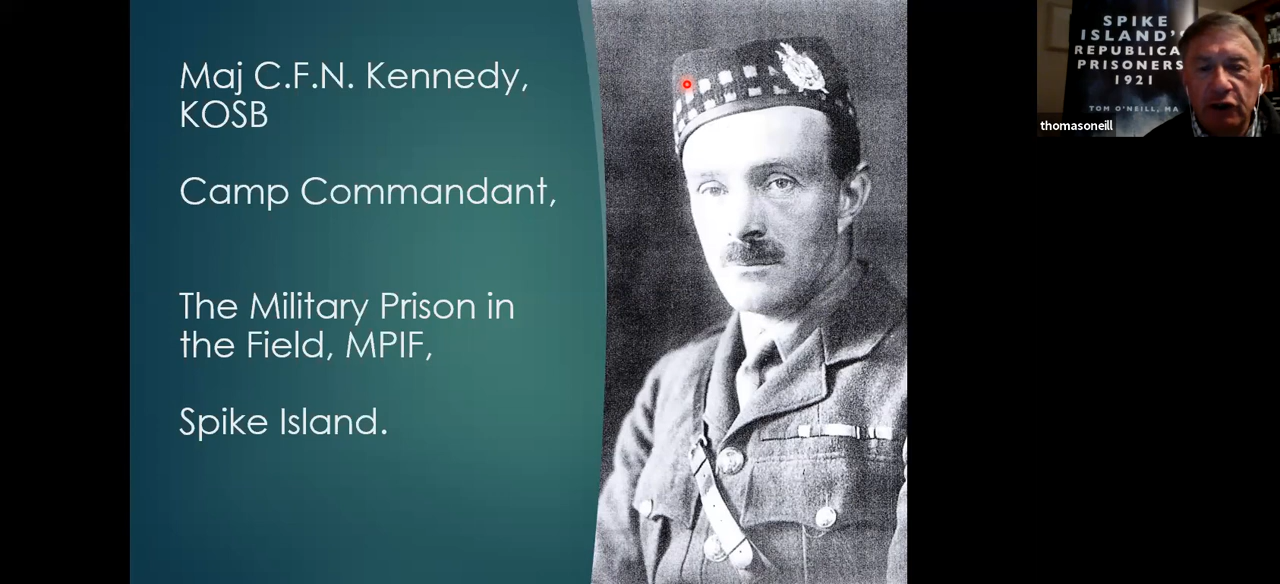 Maj C.F.N. Kennedy,
KOSB
Camp Commandant,
The Military Prison in
the Field, MPIF,
Spike Island.
SPIKE
ISLAND'S
REPUBLICA
PRISONERS
1921
TOM O'NEILL, MA
thomasoneill